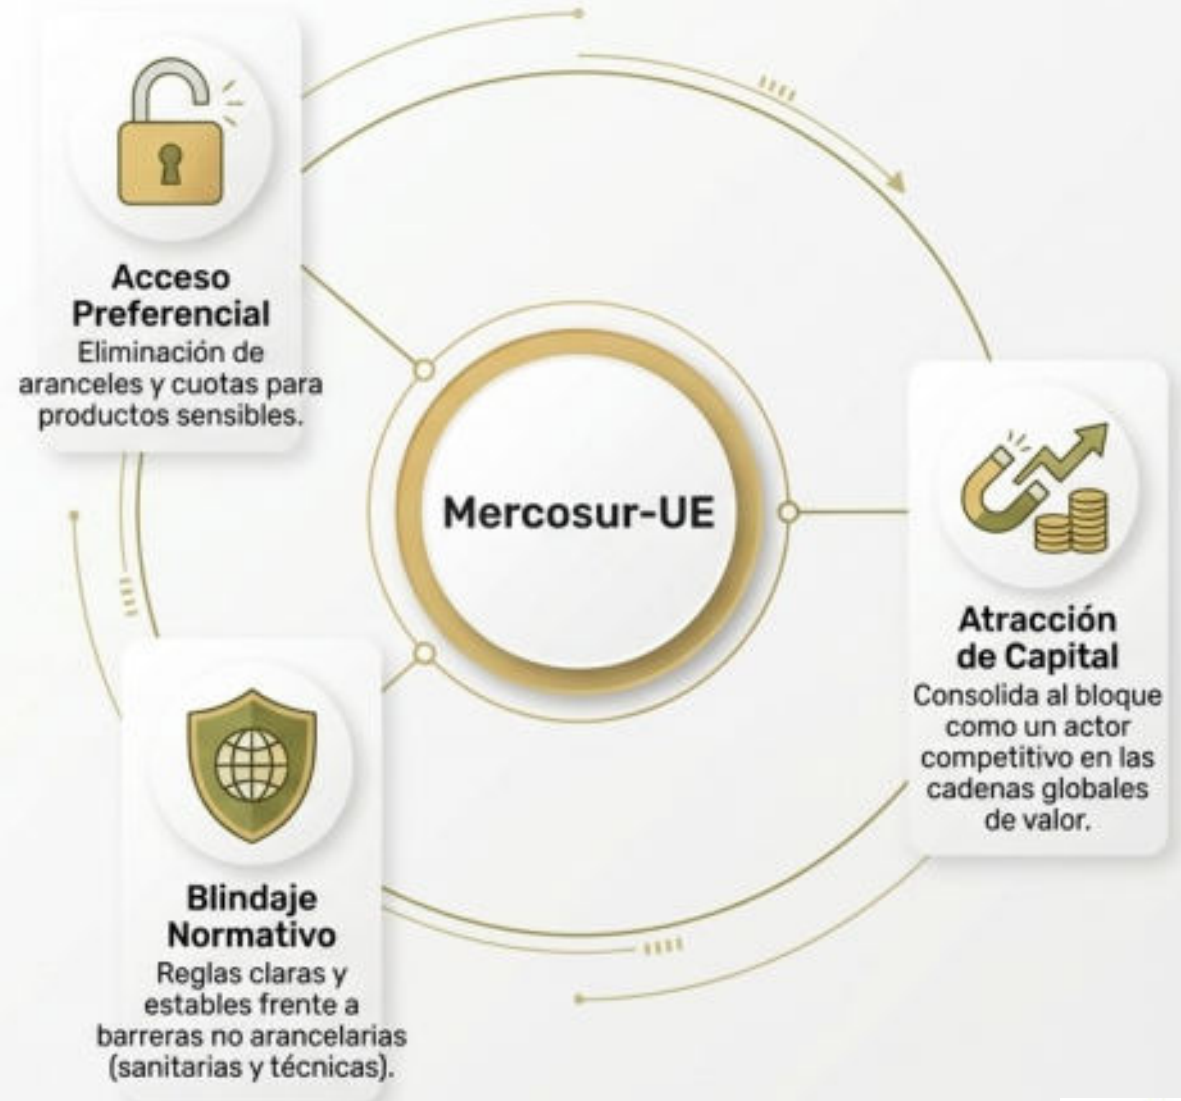 Acceso
Preferencial
Eliminación de
aranceles y cuotas para
productos sensibles.
Mercosur-UE
Atracción
de Capital
Consolida al bloque
como un actor
competitivo en las
cadenas globales
de valor.
Blindaje
Normativo
Reglas claras y
estables frente a
barreras no arancelarias
(sanitarias y técnicas).